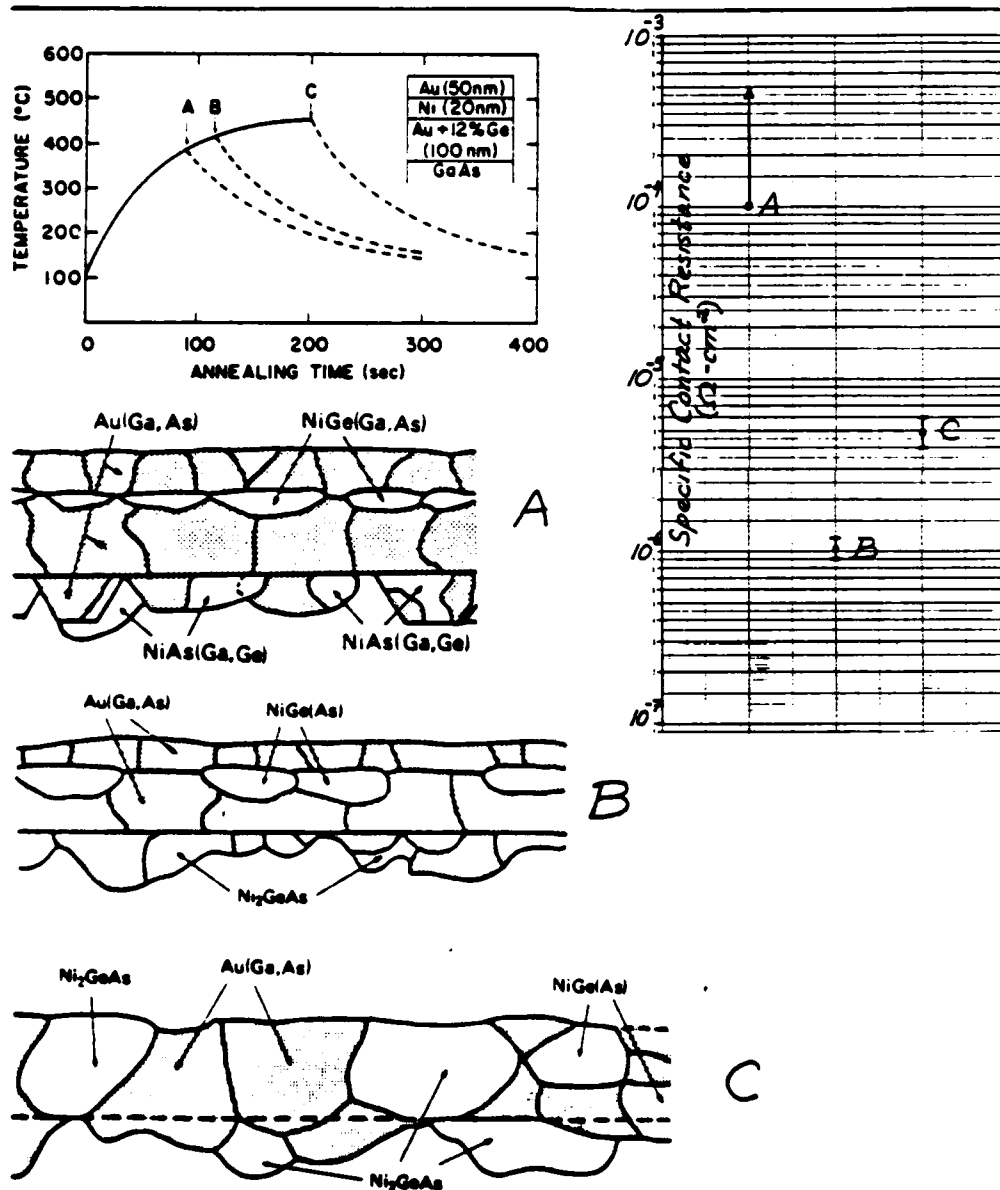 600
500
400
300
20C
100
TEMPERATURE (°C)
A
B
C
Au (50nm)
Ni (20nm)
Au + 12% Ge
(100 nm)
GaAs
0
100
200
300
400
ANNEALING TIME (sec)
10-3
10-4
10-5
10-6
10-7
Specific Contact Resistance
(Ω-cm²)
A
C
B
Au(Ga,As)
NiGe(Ga,As)
A
NiAs(Ga,Ge)
NiAs(Ga,Ge)
Au(Ga,As)
NiGe(As)
B
Ni₂GeAs
Ni₂GeAs
Au(Ga,As)
NiGe(As)
C
Ni₂GeAs